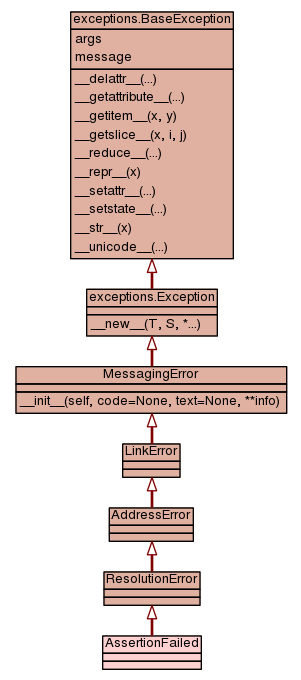 exceptions.BaseException
args
message
__delattr__(...)
__getattribute__(...)
__getitem__(x, y)
__getslice__(x, i, j)
__reduce__(...)
__repr__(x)
__setattr__(...)
__setstate__(...)
__str__(x)
__unicode__(...)
exceptions.Exception
__new__(T, S, *...)
MessagingError
__init__(self, code=None, text=None, **info)
LinkError
AddressError
ResolutionError
AssertionFailed